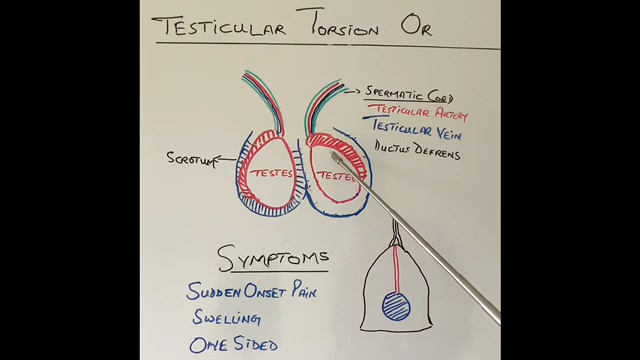 TESTICULAR TORSION OR
SPERMATIC CORD
TESTICULAR ARTERY
TESTICULAR VEIN
DUCTUS DEFRENS
SCROTUM
TESTES
TESTES
SYMPTOMS
SUDDEN ONSET PAIN
SWELLING
ONE SIDED